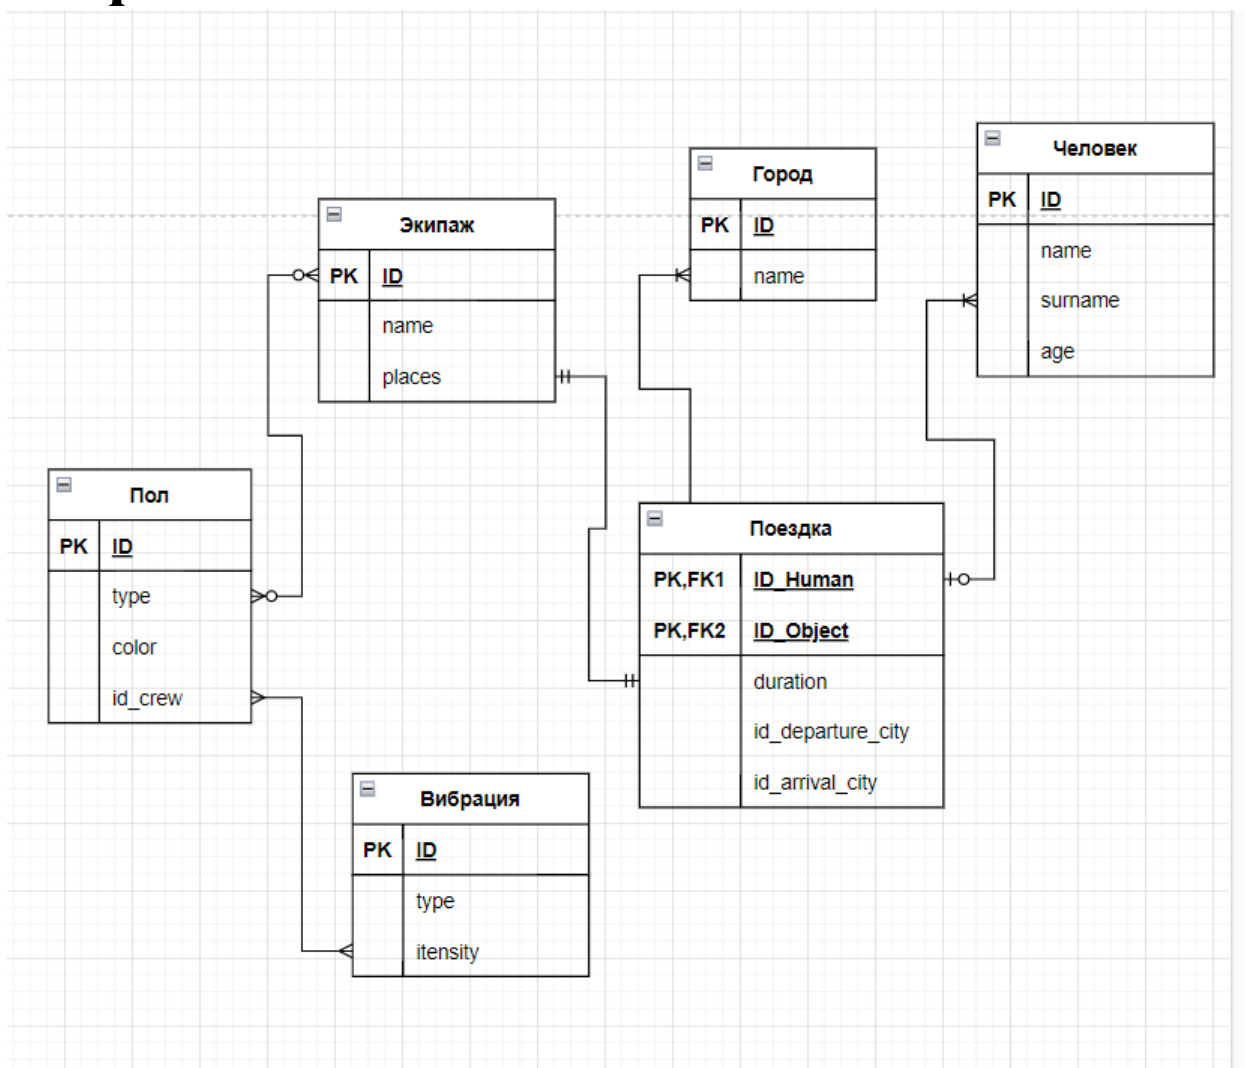 Человек
PK ID
name
surname
age
Город
PK ID
name
Экипаж
PK ID
name
places
Пол
PK ID
type
color
id_crew
Поездка
PK,FK1 ID_Human
PK,FK2 ID_Object
duration
id_departure_city
id_arrival_city
Вибрация
PK ID
type
itensity